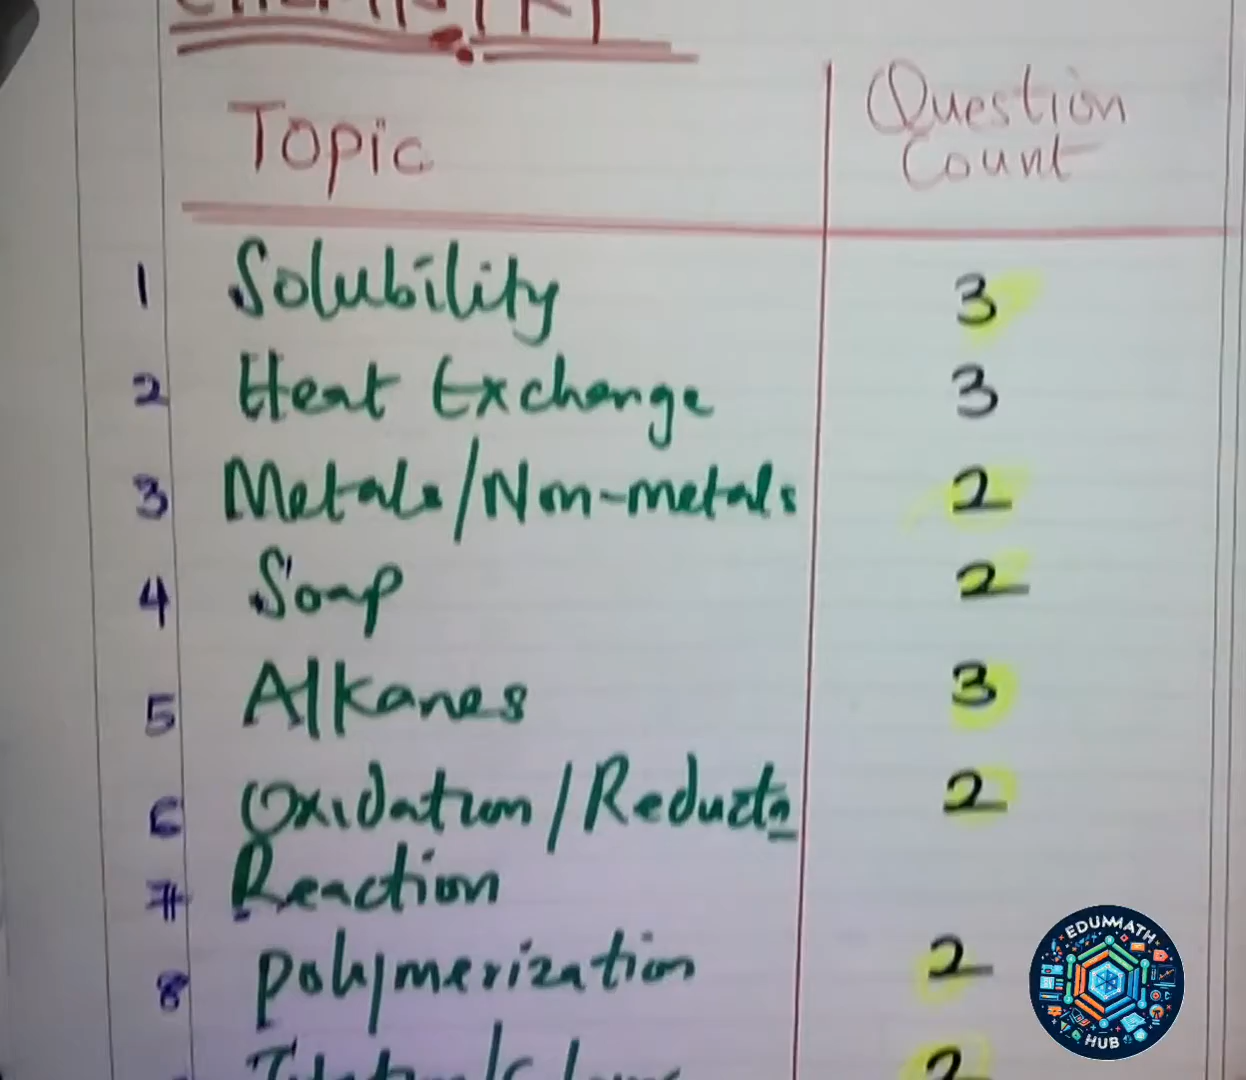 Topic
Question
Count
1 Solubility 3
2 Heat Exchange 3
3 Metals/Non-metals 2
4 Soap 2
5 Alkanes 3
6 Oxidation/Reductn 2
7 Reaction
8 Polymerization 2
EDUMMATH
HUB